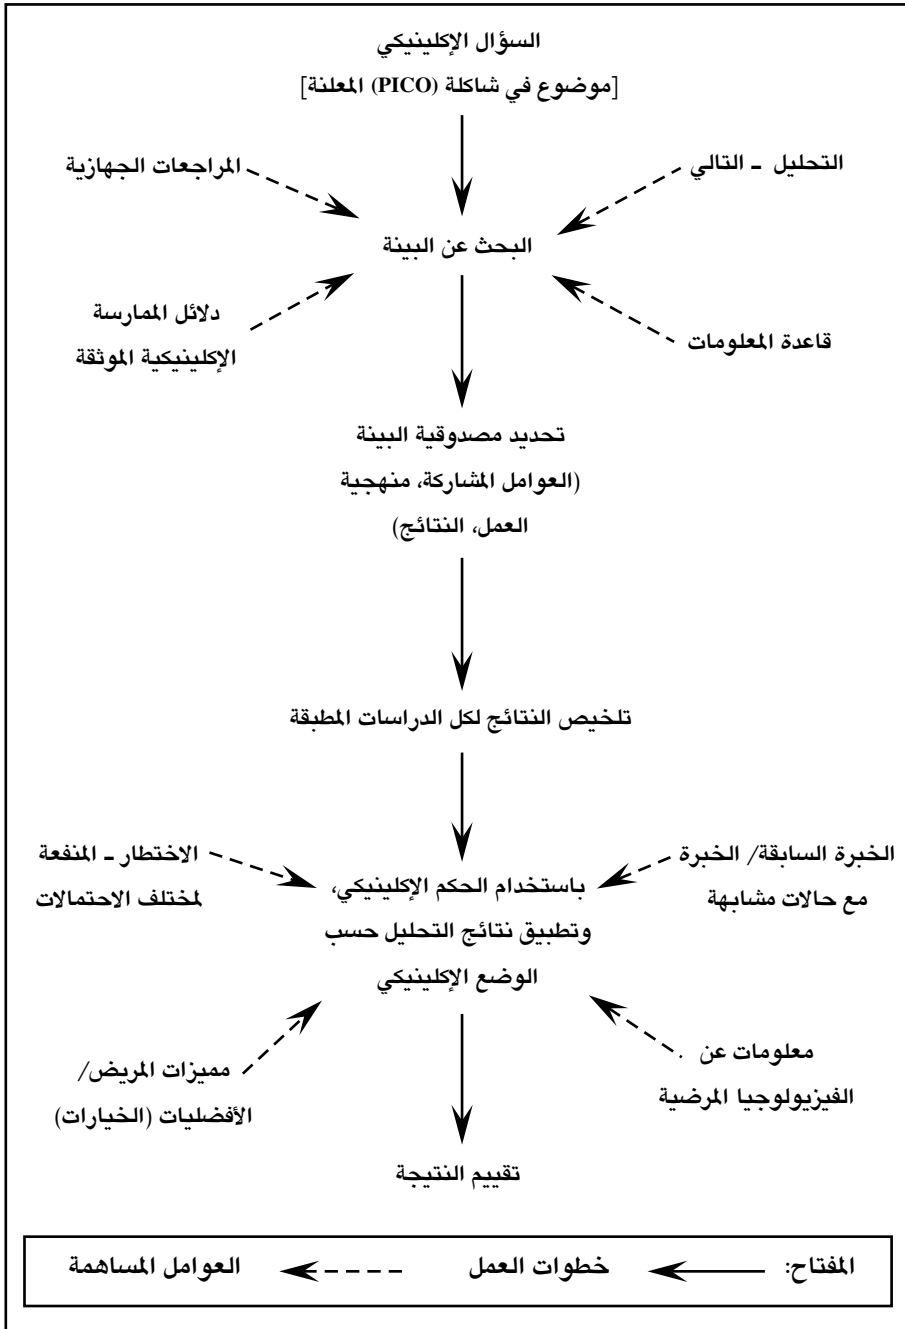 السؤال الإكلينيكي
[موضوع في شاكلة (PICO) المعلنة]
التحليل – التالي
المراجعات الجهازية
البحث عن البينة
دلائل الممارسة
الإكلينيكية الموثقة
قاعدة المعلومات
تحديد مصدوقية البينة
(العوامل المشاركة، منهجية
العمل، النتائج)
تلخيص النتائج لكل الدراسات المطبقة
الخبرة السابقة/ الخبرة
مع حالات مشابهة
الاختطار – المنفعة
لمختلف الاحتمالات
باستخدام الحكم الإكلينيكي،
وتطبيق نتائج التحليل حسب
الوضع الإكلينيكي
معلومات عن
الفيزيولوجيا المرضية
مميزات المريض/
الأفضليات (الخيارات)
تقييم النتيجة
المفتاح: خطوات العمل العوامل المساهمة